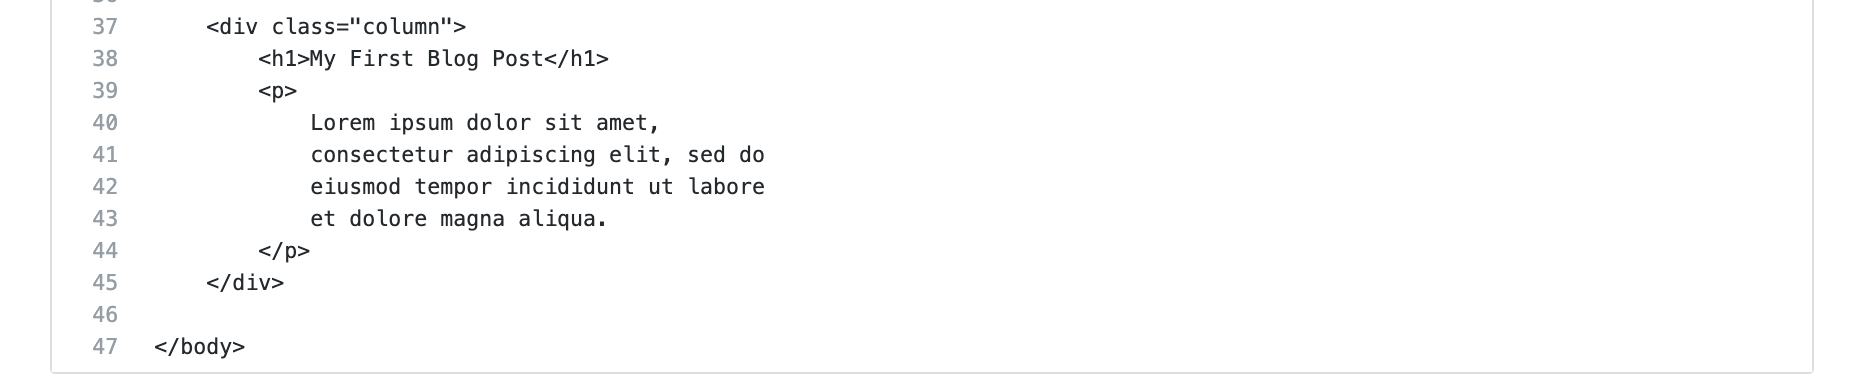 37 <div class="column">
38 <h1>My First Blog Post</h1>
39 <p>
40 Lorem ipsum dolor sit amet,
41 consectetur adipiscing elit, sed do
42 eiusmod tempor incididunt ut labore
43 et dolore magna aliqua.
44 </p>
45 </div>
46
47 </body>